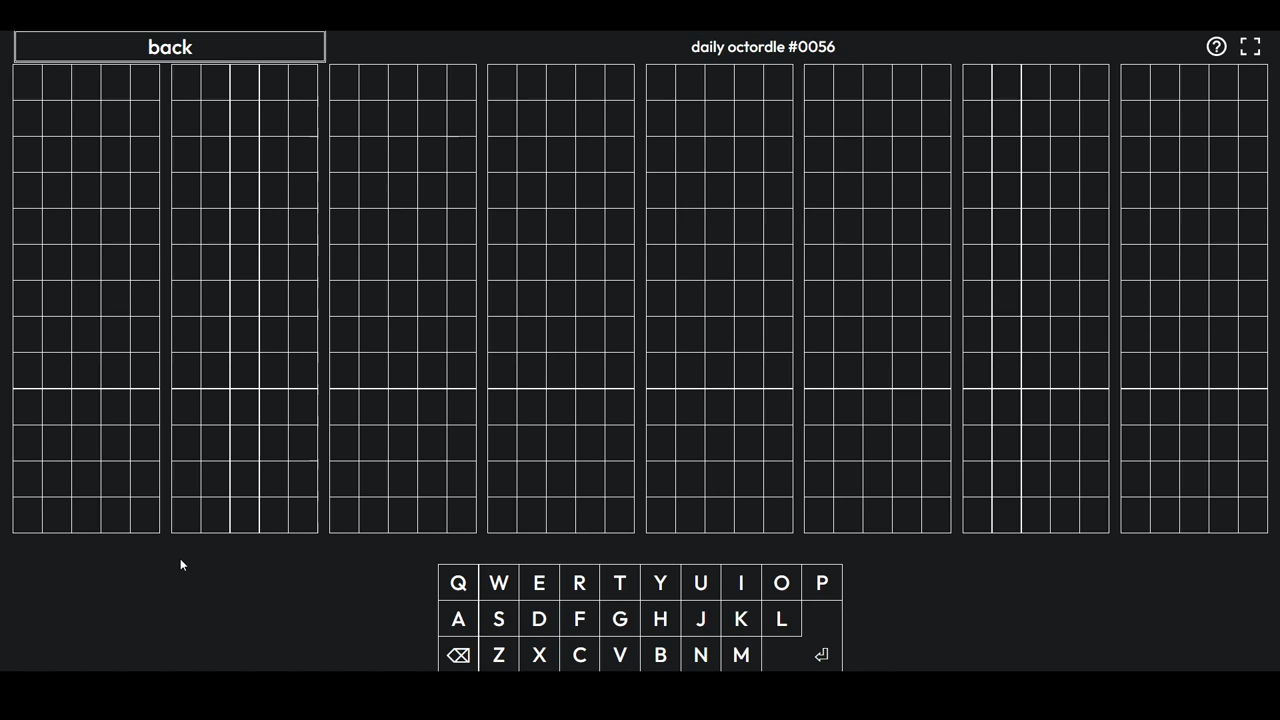 back
daily octordle #0056
?
Q W E R T Y U I O P
A S D F G H J K L
⌫ Z X C V B N M ⏎